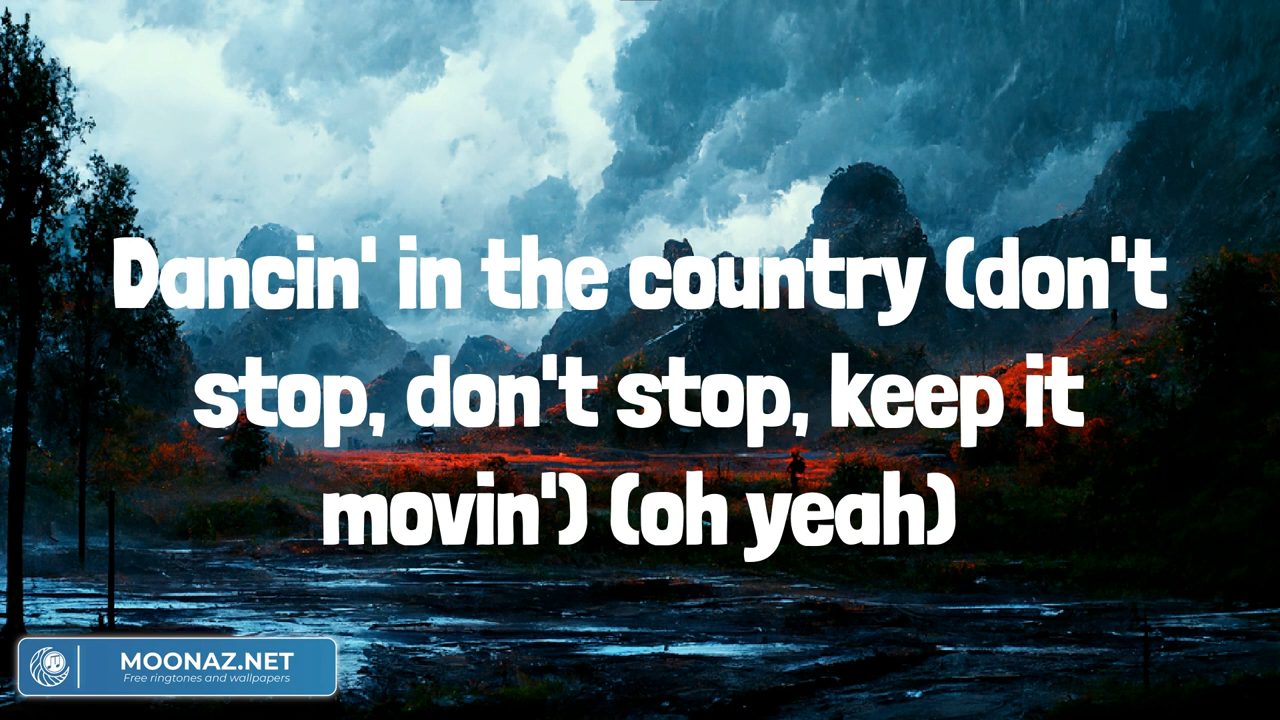 Dancin' in the country (don't
stop, don't stop, keep it
movin') (oh yeah)
MOONAZ.NET
Free ringtones and wallpapers